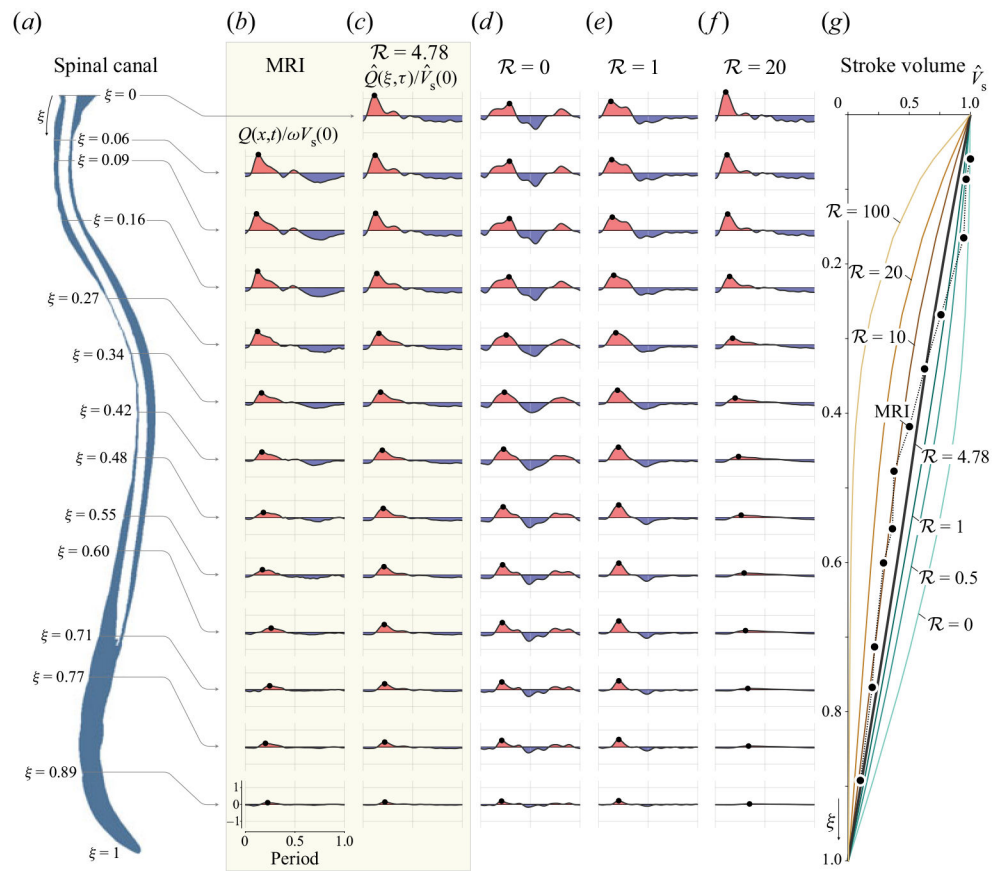 (a)
(b)
(c)
(d)
(e)
(f)
(g)
Spinal canal
MRI
ℛ = 4.78
Q̂(ξ,τ)/V̂s(0)
ℛ = 0
ℛ = 1
ℛ = 20
Stroke volume V̂s
ξ
ξ = 0
ξ = 0.06
ξ = 0.09
ξ = 0.16
ξ = 0.27
ξ = 0.34
ξ = 0.42
ξ = 0.48
ξ = 0.55
ξ = 0.60
ξ = 0.71
ξ = 0.77
ξ = 0.89
ξ = 1
Q(x,t)/ωVs(0)
1
0
−1
0 0.5 1.0
Period
0 0.5 1.0
0.2
0.4
0.6
0.8
1.0
ξ
ℛ = 100
ℛ = 20
ℛ = 10
MRI
ℛ = 4.78
ℛ = 1
ℛ = 0.5
ℛ = 0